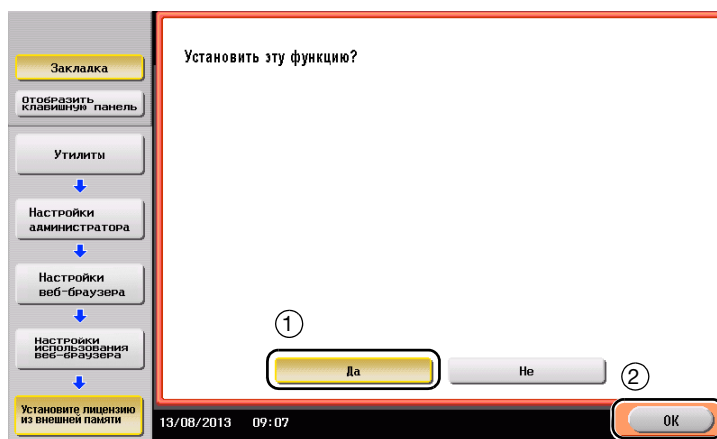 Закладка
Отобразить
клавишную панель
Утилиты
Настройки
администратора
Настройки
веб-браузера
Настройки
использования
веб-браузера
Установите лицензию
из внешней памяти
Установить эту функцию?
1
Да
Не
2
13/08/2013 09:07
OK